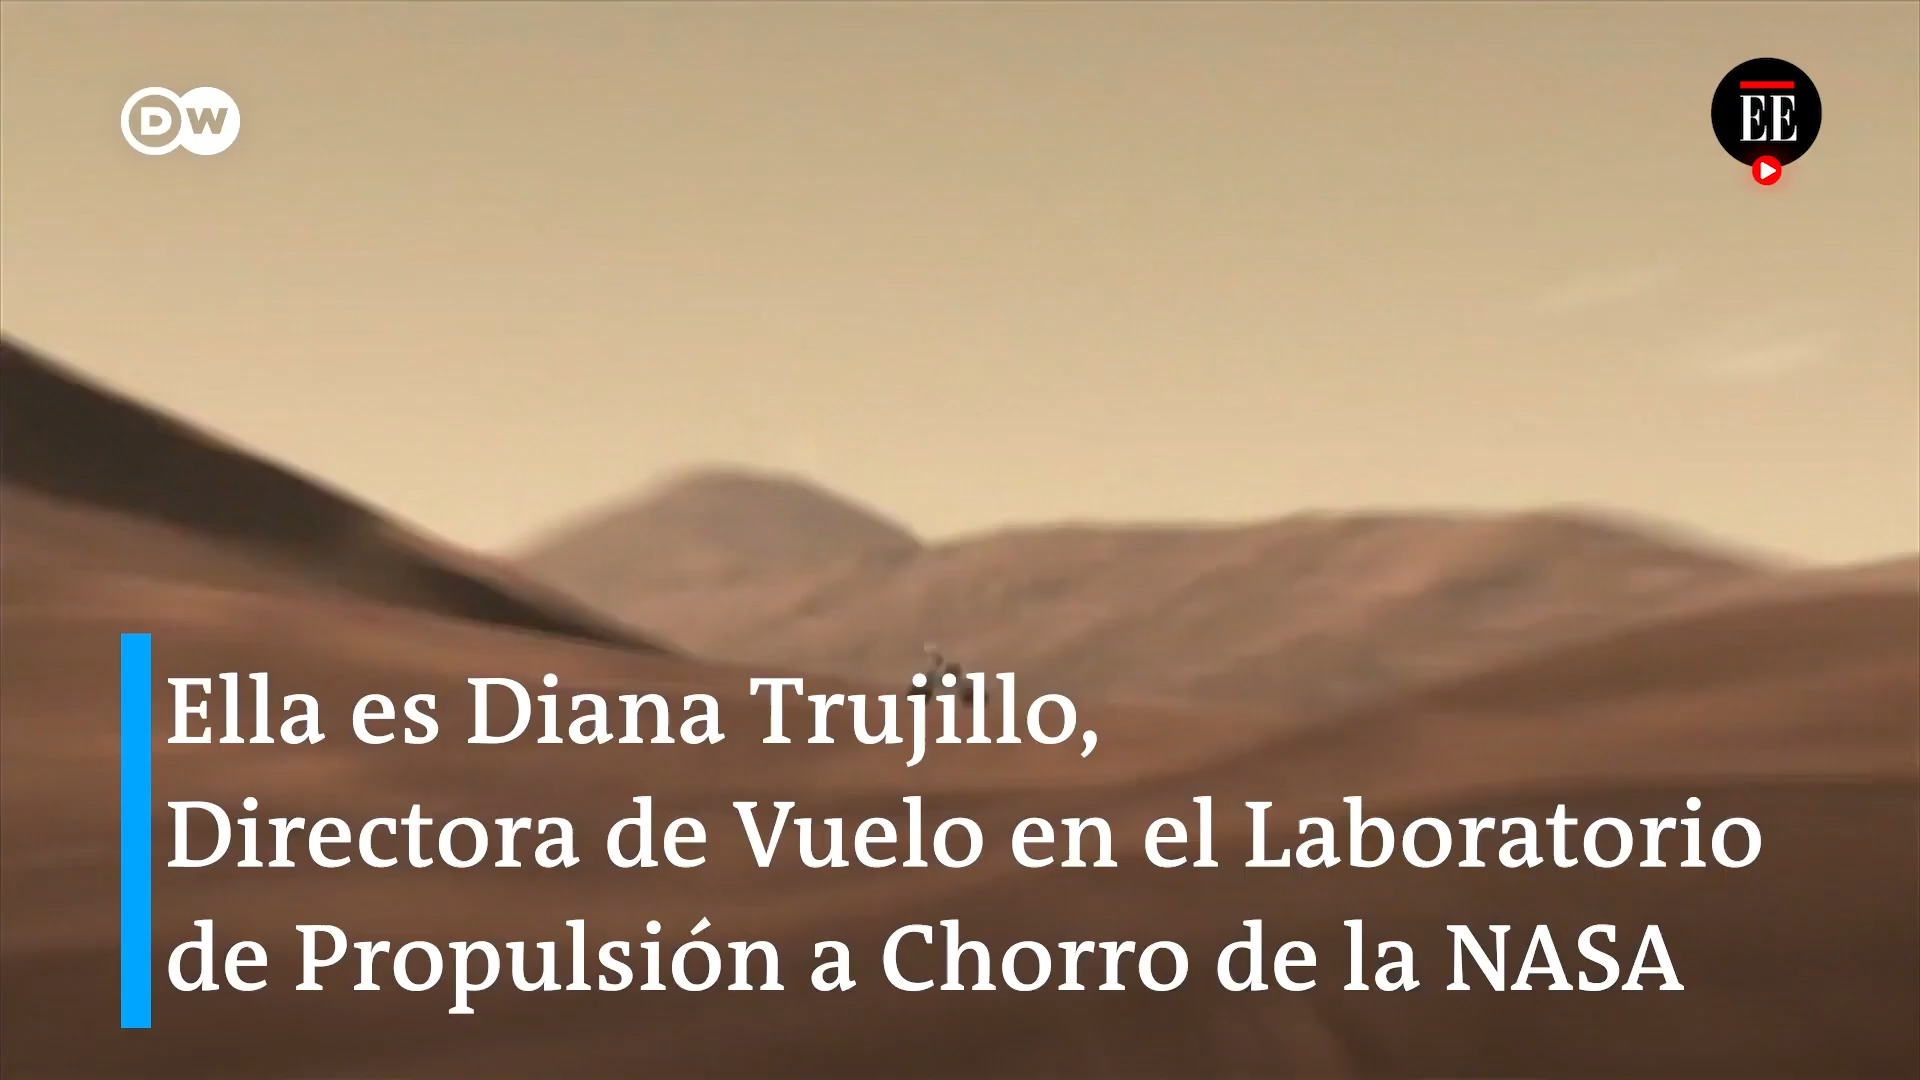 DW
EE
Ella es Diana Trujillo,
Directora de Vuelo en el Laboratorio
de Propulsión a Chorro de la NASA